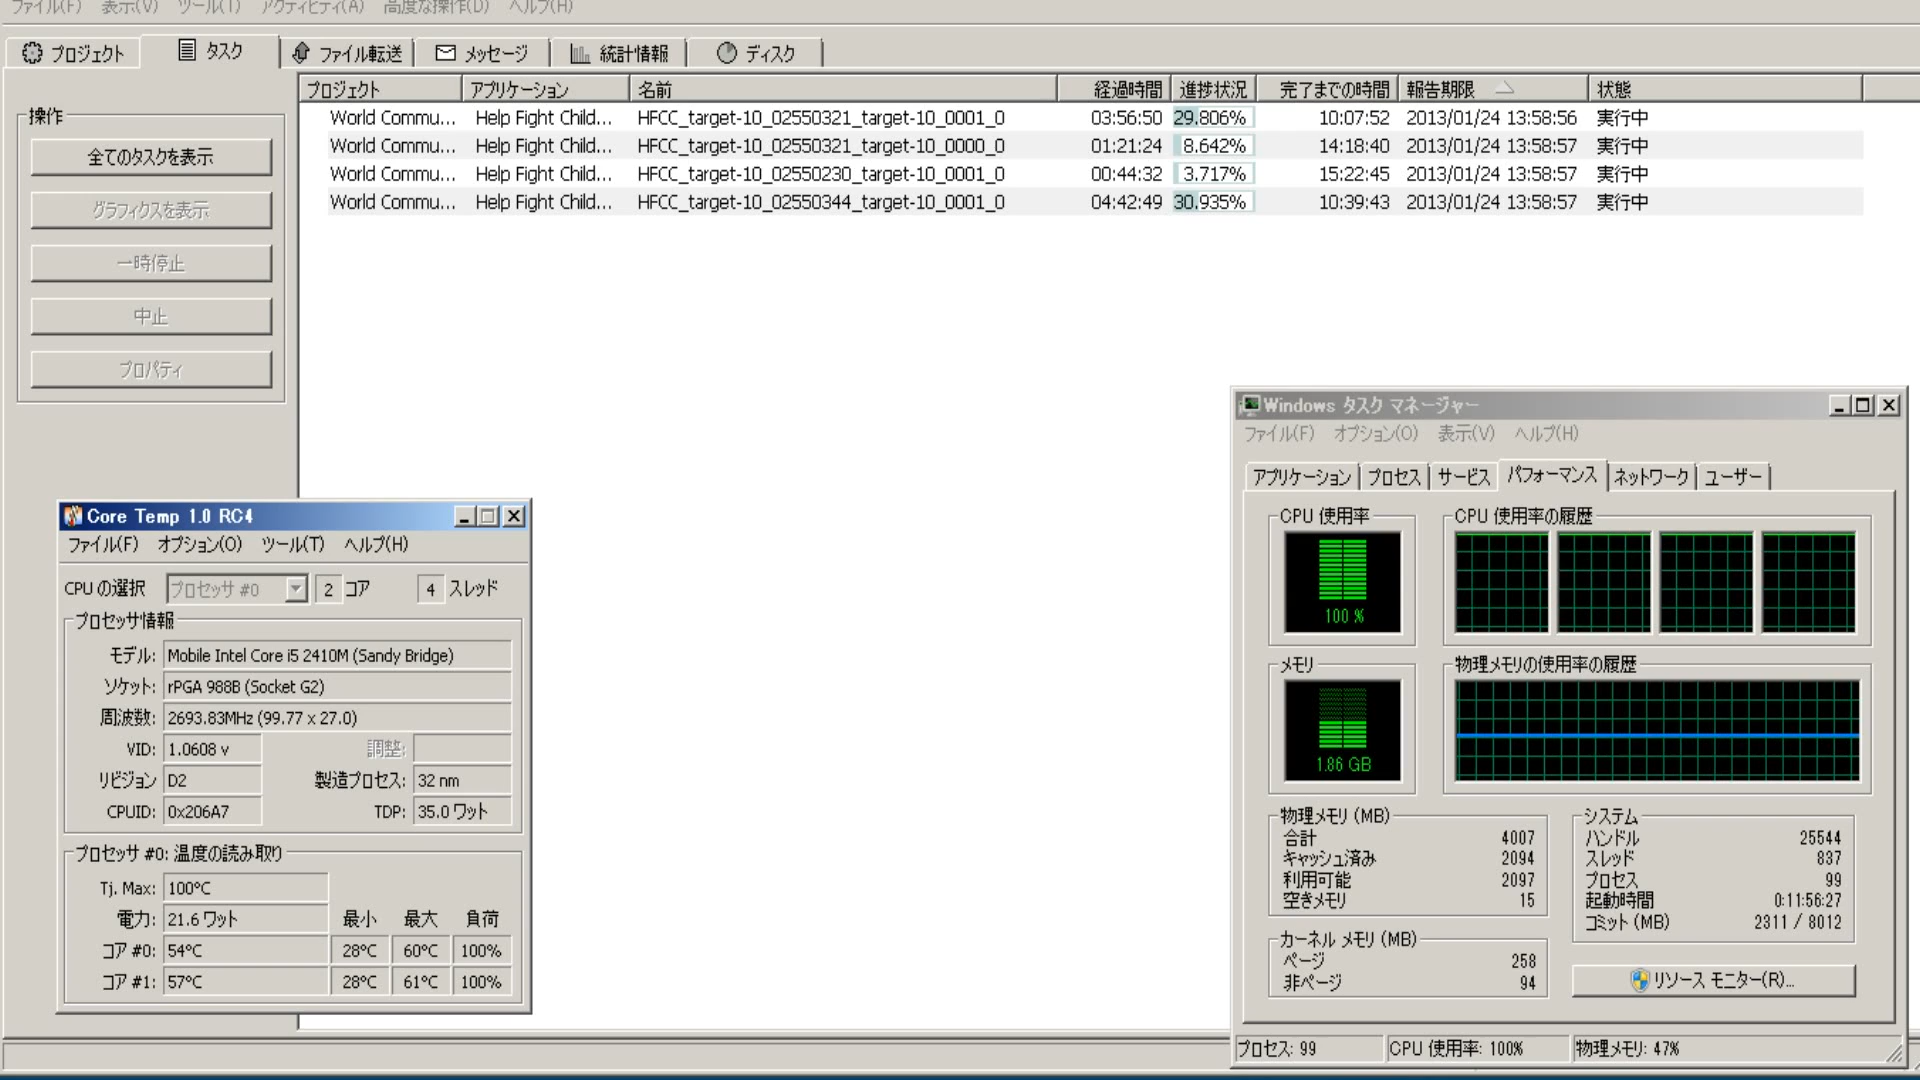 ファイル(F) 表示(V) ツール(T) アクティビティ(A) 高度な操作(O) ヘルプ(H)
プロジェクト タスク ファイル転送 メッセージ 統計情報 ディスク
操作
全てのタスクを表示
グラフィクスを表示
一時停止
中止
プロパティ
プロジェクト アプリケーション 名前 経過時間 進捗状況 完了までの時間 報告期限 状態
World Commu... Help Fight Child... HFCC_target-10_02550321_target-10_0001_0 03:56:50 29.806% 10:07:52 2013/01/24 13:58:56 実行中
World Commu... Help Fight Child... HFCC_target-10_02550321_target-10_0000_0 01:21:24 8.642% 14:18:40 2013/01/24 13:58:57 実行中
World Commu... Help Fight Child... HFCC_target-10_02550230_target-10_0001_0 00:44:32 3.717% 15:22:45 2013/01/24 13:58:57 実行中
World Commu... Help Fight Child... HFCC_target-10_02550344_target-10_0001_0 04:42:49 30.935% 10:39:43 2013/01/24 13:58:57 実行中
Core Temp 1.0 RC4
ファイル(F) オプション(O) ツール(T) ヘルプ(H)
CPU の選択 プロセッサ #0 2 コア 4 スレッド
プロセッサ情報
モデル: Mobile Intel Core i5 2410M (Sandy Bridge)
ソケット: rPGA 988B (Socket G2)
周波数: 2693.83MHz (99.77 x 27.0)
VID: 1.0608 v 調整:
リビジョン D2 製造プロセス: 32 nm
CPUID: 0x206A7 TDP: 35.0 ワット
プロセッサ #0: 温度の読み取り
Tj. Max: 100°C
電力: 21.6 ワット 最小 最大 負荷
コア #0: 54°C 28°C 60°C 100%
コア #1: 57°C 28°C 61°C 100%
Windows タスク マネージャー
ファイル(F) オプション(O) 表示(V) ヘルプ(H)
アプリケーション プロセス サービス パフォーマンス ネットワーク ユーザー
CPU 使用率 CPU 使用率の履歴
100 %
メモリ 物理メモリの使用率の履歴
1.86 GB
物理メモリ (MB)
合計 4007
キャッシュ済み 2094
利用可能 2097
空きメモリ 15
カーネル メモリ (MB)
ページ 258
非ページ 94
システム
ハンドル 25544
スレッド 837
プロセス 99
起動時間 0:11:56:27
コミット (MB) 2311 / 8012
リソース モニター(R)...
プロセス: 99 CPU 使用率: 100% 物理メモリ: 47%